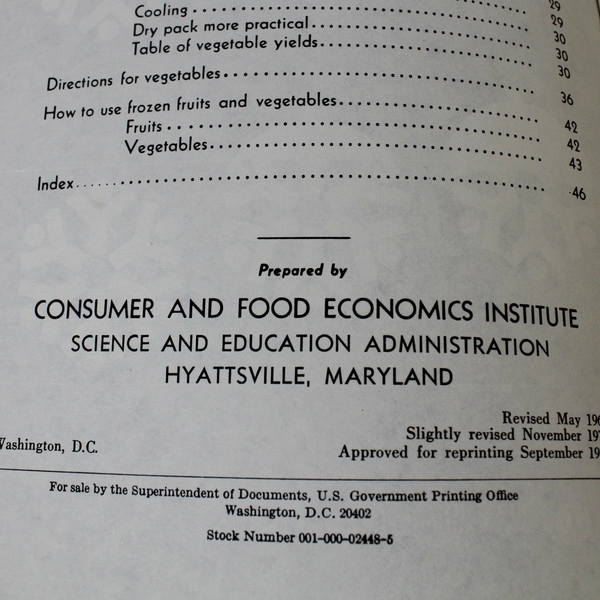 29
29
Cooling 30
Dry pack more practical 30
Table of vegetable yields 30
Directions for vegetables 36
How to use frozen fruits and vegetables 42
Fruits 42
Vegetables 43
Index 46
Prepared by
CONSUMER AND FOOD ECONOMICS INSTITUTE
SCIENCE AND EDUCATION ADMINISTRATION
HYATTSVILLE, MARYLAND
Washington, D.C.
Revised May
Slightly revised November
Approved for reprinting September
For sale by the Superintendent of Documents, U.S. Government Printing Office
Washington, D.C. 20402
Stock Number 001-000-02448-5